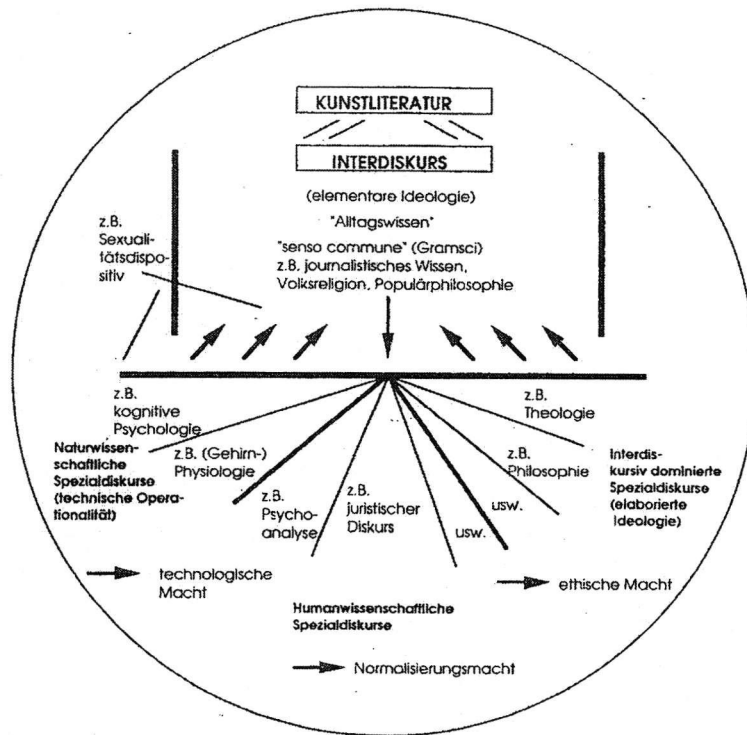 KUNSTLITERATUR
INTERDISKURS
(elementare Ideologie)
"Alltagswissen"
"senso commune" (Gramsci)
z.B. journalistisches Wissen,
Volksreligion, Populärphilosophie
z.B.
Sexuali-
tätsdispo-
sitiv
z.B.
kognitive
Psychologie
Naturwissen-
schaftliche
Spezialdiskurse
(technische Opera-
tionalität)
z.B. (Gehirn-)
Physiologie
z.B.
Psycho-
analyse
z.B.
juristischer
Diskurs
usw.
usw.
z.B.
Philosophie
z.B.
Theologie
Interdis-
kursiv dominierte
Spezialdiskurse
(elaborierte
Ideologie)
technologische
Macht
Humanwissenschaftliche
Spezialdiskurse
Normalisierungsmacht
ethische Macht